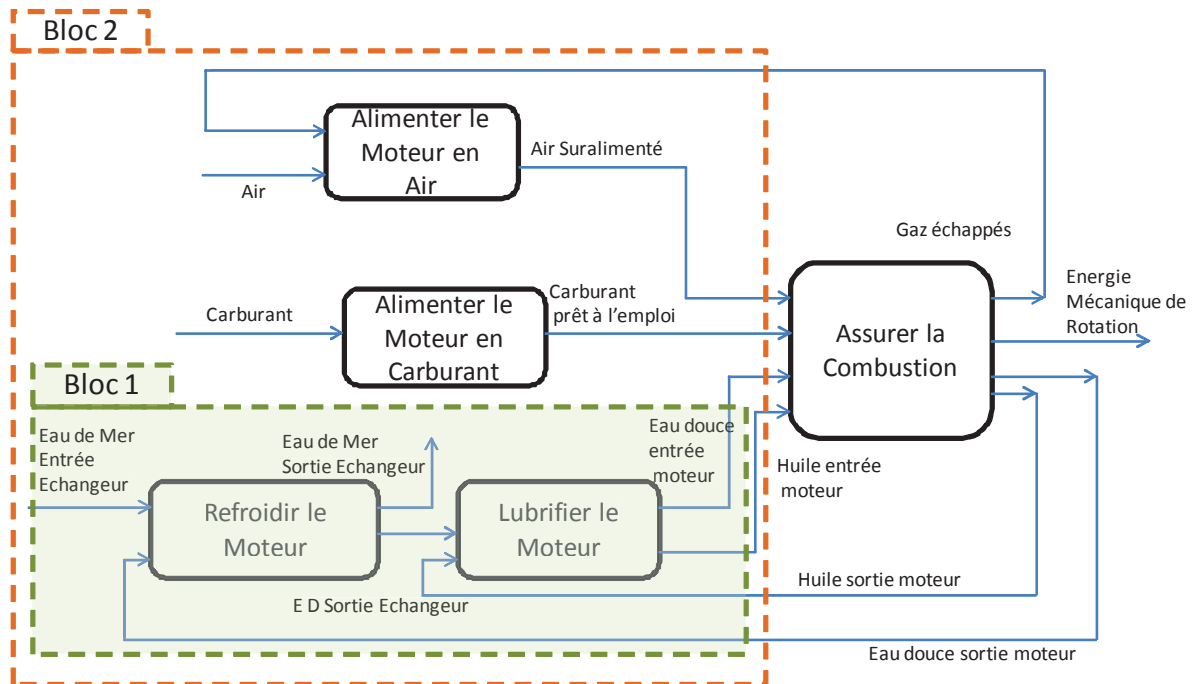 Bloc 2
Alimenter le
Moteur en
Air
Air Suralimenté
Air
Gaz échappés
Energie
Mécanique de
Rotation
Carburant
Alimenter le
Moteur en
Carburant
Carburant
prêt à l'emploi
Assurer la
Combustion
Bloc 1
Eau de Mer
Entrée
Echangeur
Eau de Mer
Sortie Echangeur
Eau douce
entrée
moteur
Huile entrée
moteur
Refroidir le
Moteur
Lubrifier le
Moteur
E D Sortie Echangeur
Huile sortie moteur
Eau douce sortie moteur